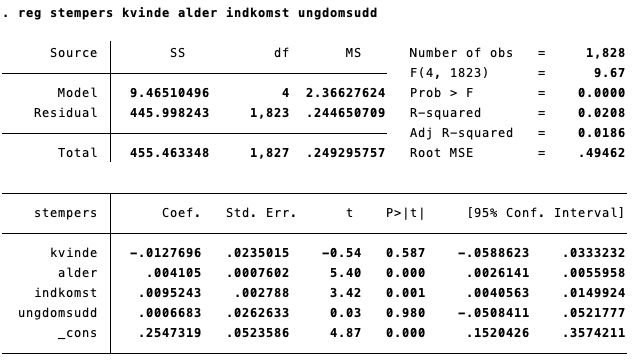 . reg stempers kvinde alder indkomst ungdomsudd
Source SS df MS Number of obs = 1,828
F(4, 1823) = 9.67
Model 9.46510496 4 2.36627624 Prob > F = 0.0000
Residual 445.998243 1,823 .244650709 R-squared = 0.0208
Adj R-squared = 0.0186
Total 455.463348 1,827 .249295757 Root MSE = .49462
stempers Coef. Std. Err. t P>|t| [95% Conf. Interval]
kvinde -.0127696 .0235015 -0.54 0.587 -.0588623 .0333232
alder .004105 .0007602 5.40 0.000 .0026141 .0055958
indkomst .0095243 .002788 3.42 0.001 .0040563 .0149924
ungdomsudd .0006683 .0262633 0.03 0.980 -.0508411 .0521777
_cons .2547319 .0523586 4.87 0.000 .1520426 .3574211